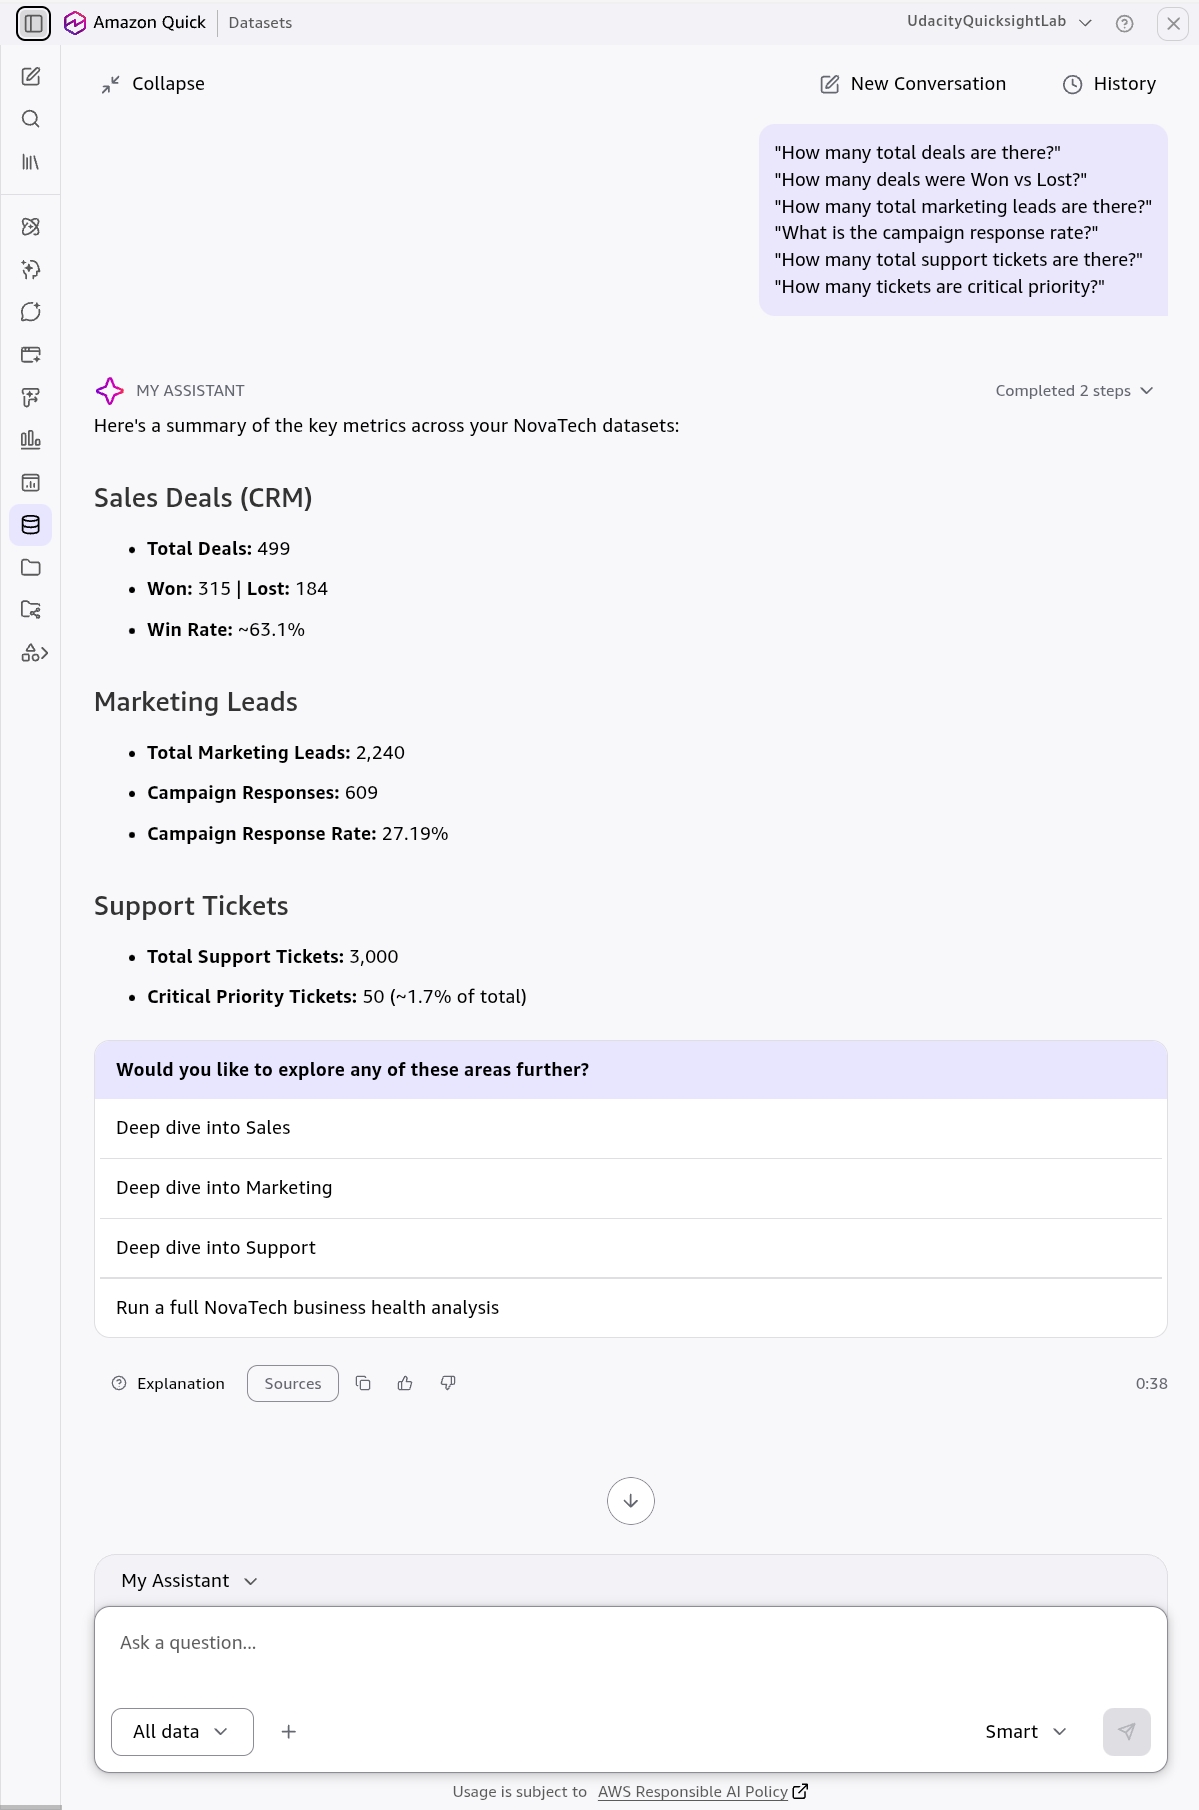 Amazon Quick
Datasets
UdacityQuicksightLab
Collapse
New Conversation
History
"How many total deals are there?"
"How many deals were Won vs Lost?"
"How many total marketing leads are there?"
"What is the campaign response rate?"
"How many total support tickets are there?"
"How many tickets are critical priority?"
MY ASSISTANT
Completed 2 steps
Here's a summary of the key metrics across your NovaTech datasets:
Sales Deals (CRM)
• Total Deals: 499
• Won: 315 | Lost: 184
• Win Rate: ~63.1%
Marketing Leads
• Total Marketing Leads: 2,240
• Campaign Responses: 609
• Campaign Response Rate: 27.19%
Support Tickets
• Total Support Tickets: 3,000
• Critical Priority Tickets: 50 (~1.7% of total)
Would you like to explore any of these areas further?
Deep dive into Sales
Deep dive into Marketing
Deep dive into Support
Run a full NovaTech business health analysis
Explanation
Sources
0:38
My Assistant
Ask a question...
All data
Smart
Usage is subject to AWS Responsible AI Policy